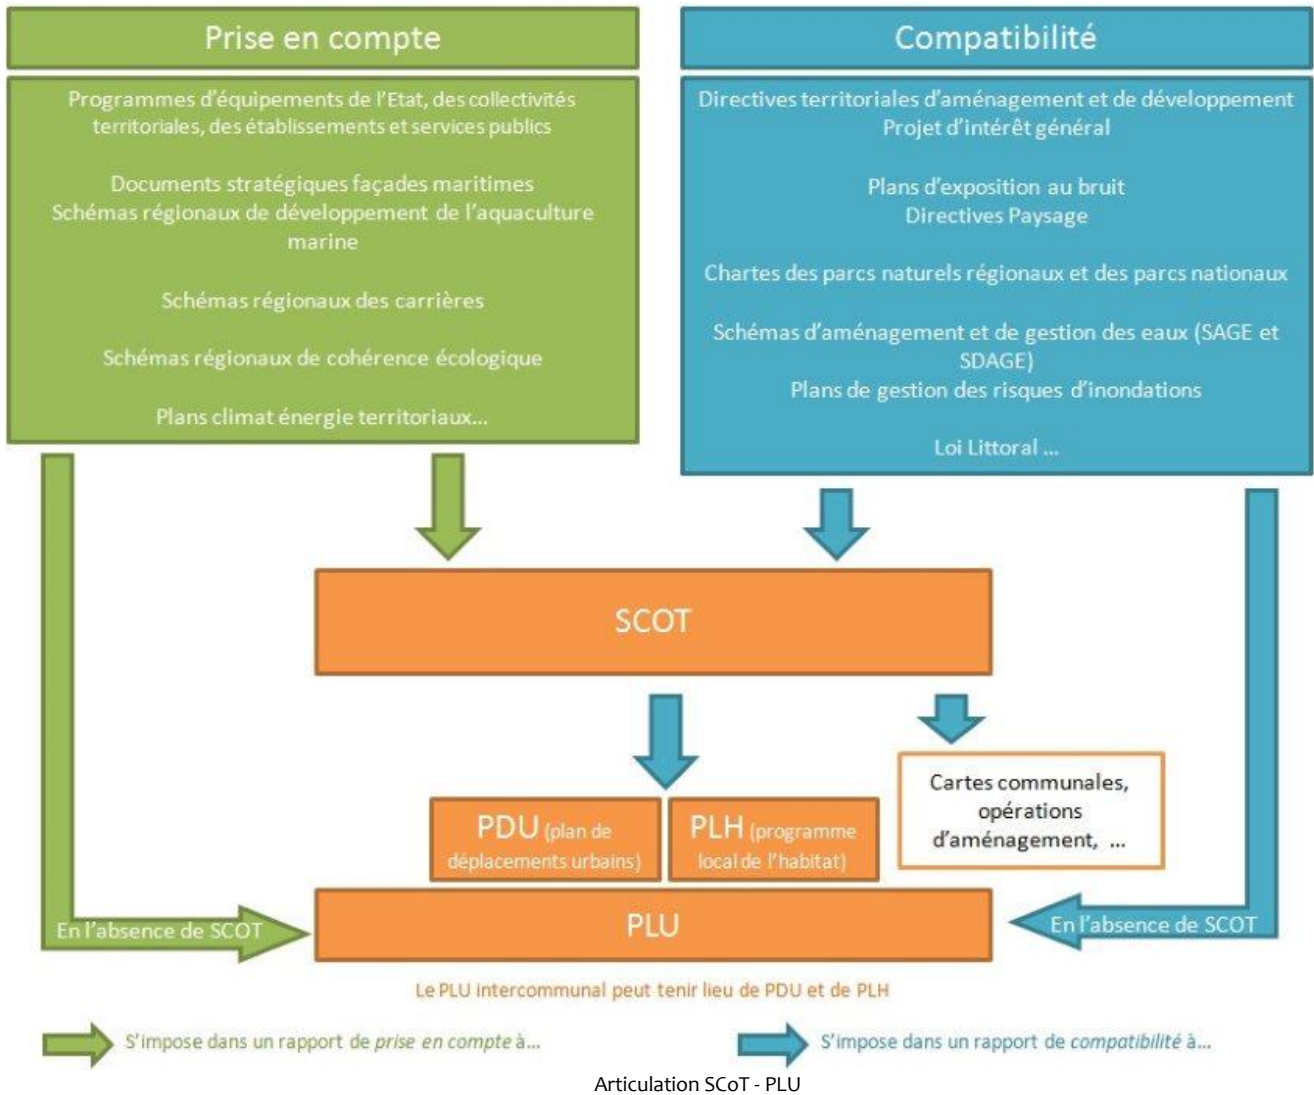 Prise en compte
Programmes d'équipements de l'Etat, des collectivités
territoriales, des établissements et services publics
Documents stratégiques façades maritimes
Schémas régionaux de développement de l'aquaculture
marine
Schémas régionaux des carrières
Schémas régionaux de cohérence écologique
Plans climat énergie territoriaux...
Compatibilité
Directives territoriales d'aménagement et de développement
Projet d'intérêt général
Plans d'exposition au bruit
Directives Paysage
Chartes des parcs naturels régionaux et des parcs nationaux
Schémas d'aménagement et de gestion des eaux (SAGE et
SDAGE)
Plans de gestion des risques d'inondations
Loi Littoral ...
SCOT
PDU (plan de
déplacements urbains)
PLH (programme
local de l'habitat)
Cartes communales,
opérations
d'aménagement, ...
En l'absence de SCOT
PLU
En l'absence de SCOT
Le PLU intercommunal peut tenir lieu de PDU et de PLH
S'impose dans un rapport de prise en compte à...
S'impose dans un rapport de compatibilité à...
Articulation SCoT - PLU